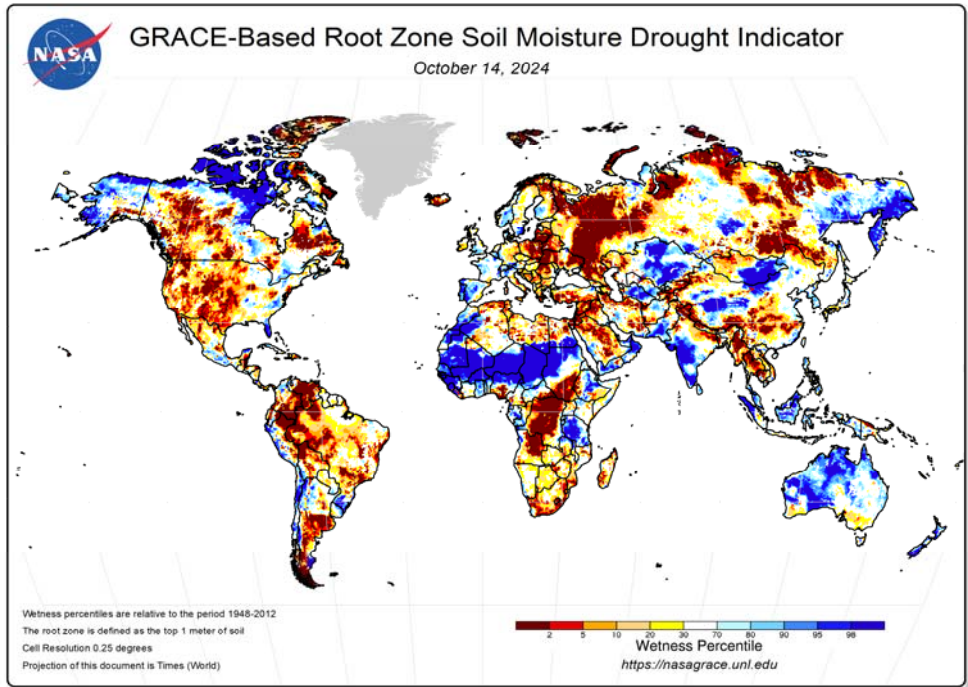 NASA
GRACE-Based Root Zone Soil Moisture Drought Indicator
October 14, 2024
Wetness percentiles are relative to the period 1948-2012
The root zone is defined as the top 1 meter of soil
Cell Resolution 0.25 degrees
Projection of this document is Times (World)
2 5 10 20 30 70 80 90 95 98
Wetness Percentile
https://nasagrace.unl.edu